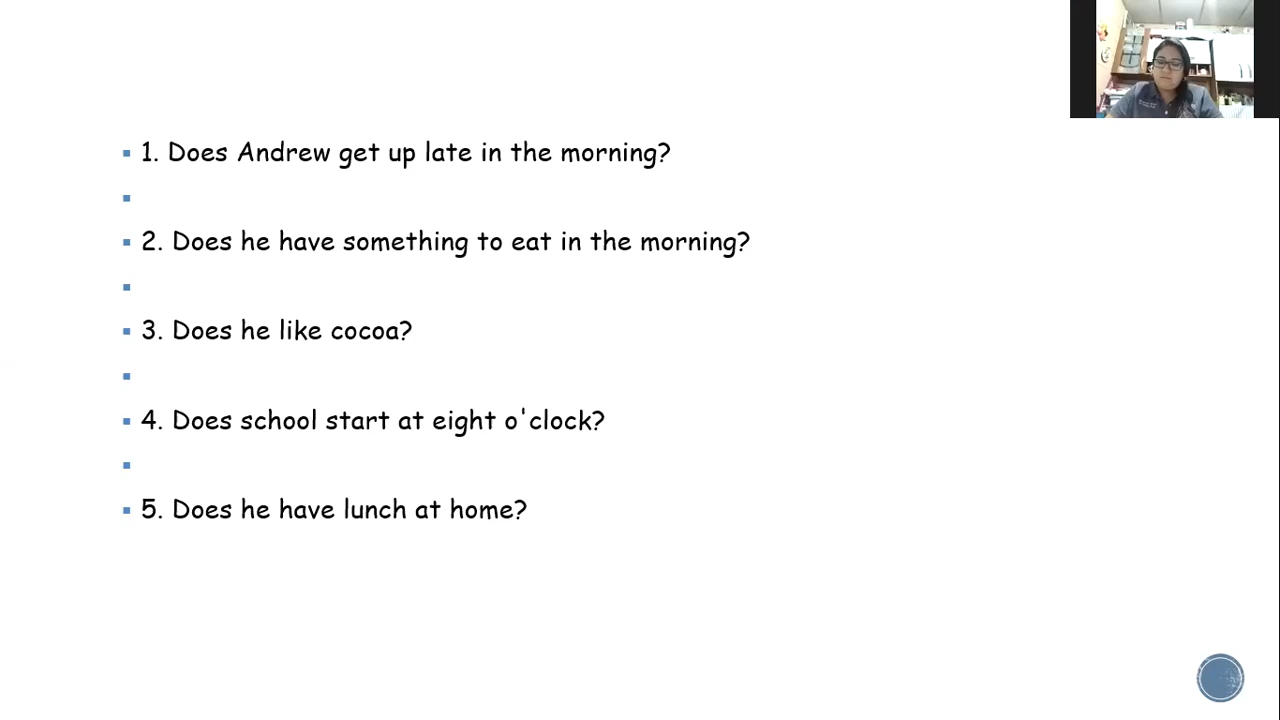 1. Does Andrew get up late in the morning?
2. Does he have something to eat in the morning?
3. Does he like cocoa?
4. Does school start at eight o'clock?
5. Does he have lunch at home?